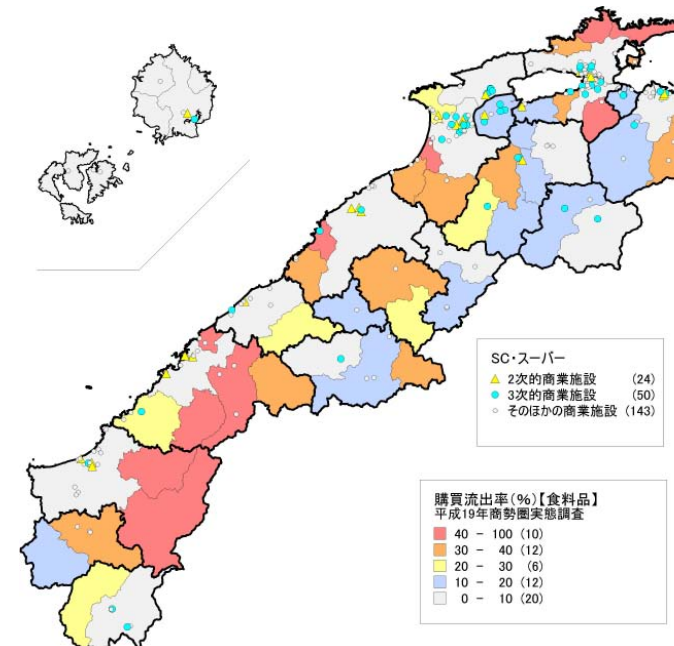 SC・スーパー
2次的商業施設 (24)
3次的商業施設 (50)
そのほかの商業施設 (143)
購買流出率(%)【食料品】
平成19年商勢圏実態調査
40 - 100 (10)
30 - 40 (12)
20 - 30 (6)
10 - 20 (12)
0 - 10 (20)